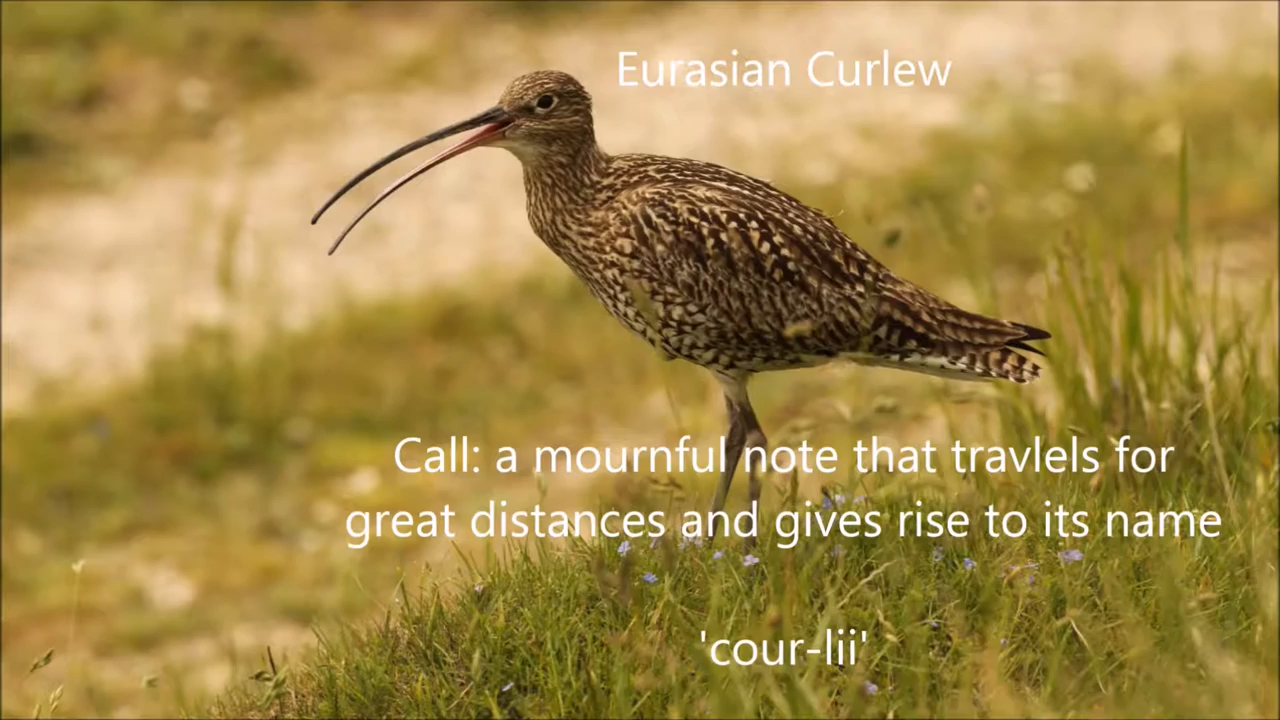 Eurasian Curlew
Call: a mournful note that travlels for
great distances and gives rise to its name
'cour-lii'